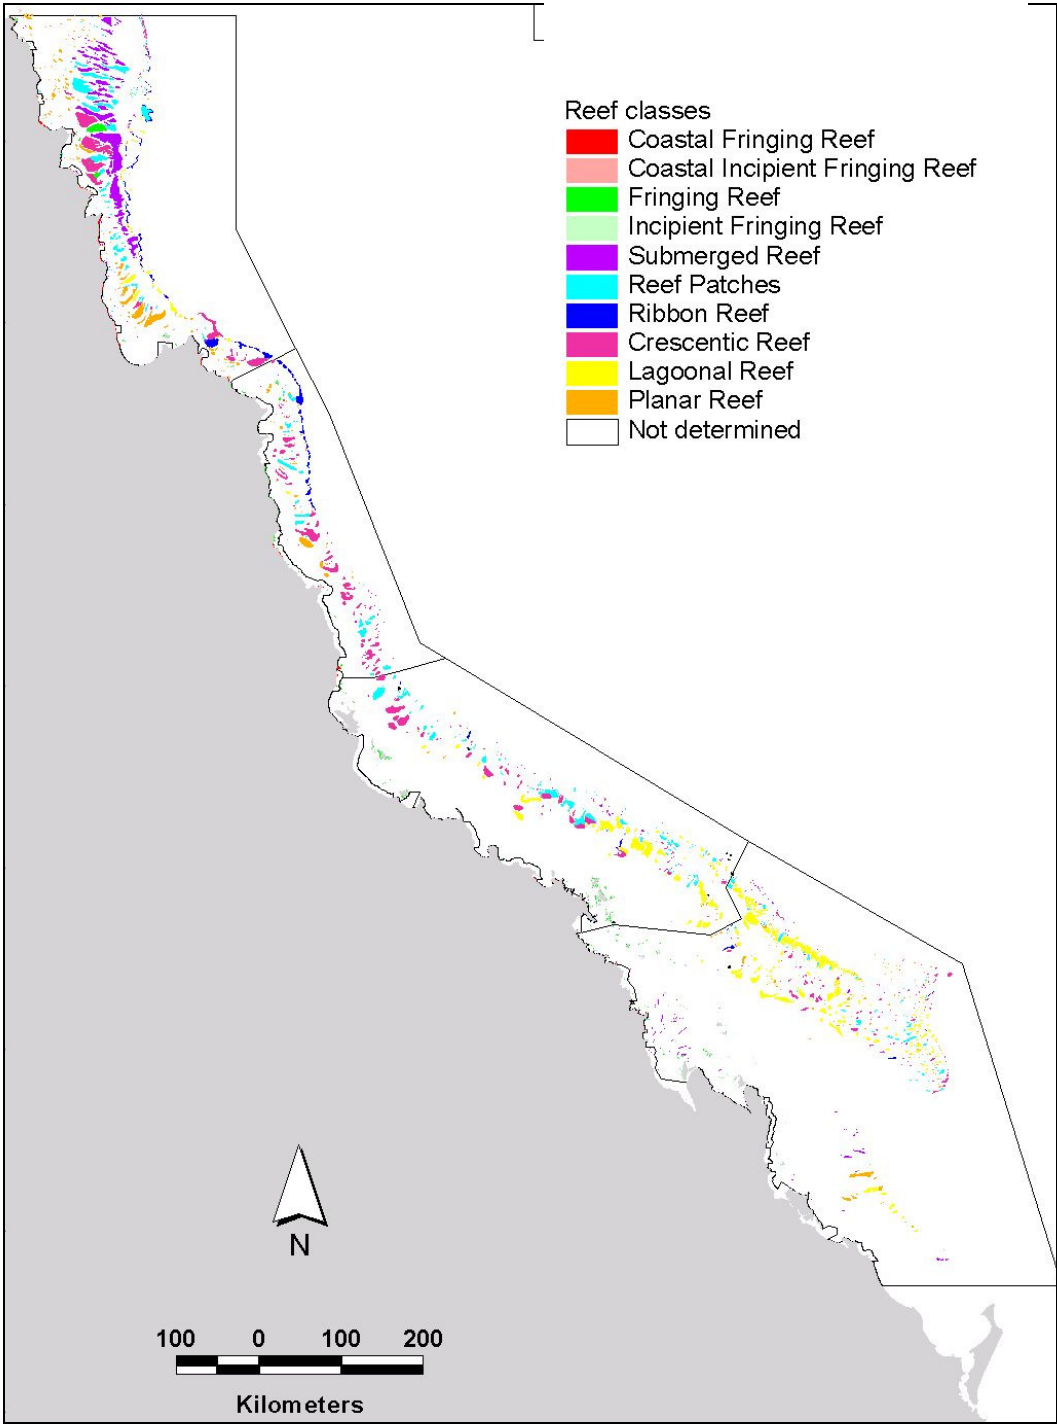 Reef classes
Coastal Fringing Reef
Coastal Incipient Fringing Reef
Fringing Reef
Incipient Fringing Reef
Submerged Reef
Reef Patches
Ribbon Reef
Crescentic Reef
Lagoonal Reef
Planar Reef
Not determined
N
100 0 100 200
Kilometers